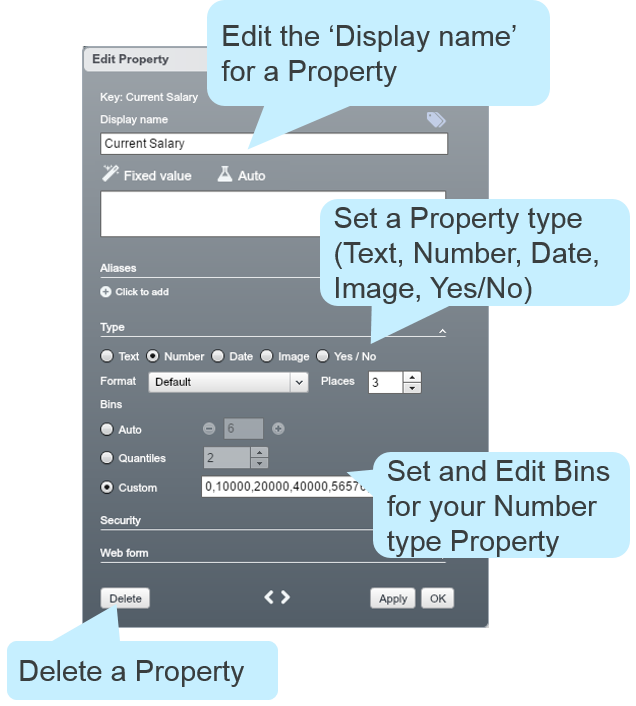 Edit the ‘Display name’
for a Property
Edit Property
Key: Current Salary
Display name
Current Salary
Fixed value Auto
Set a Property type
(Text, Number, Date,
Image, Yes/No)
Aliases
Click to add
Type
Text Number Date Image Yes / No
Format Default Places 3
Bins
Auto 6
Quantiles 2
Custom 0,10000,20000,40000,5657
Set and Edit Bins
for your Number
type Property
Security
Web form
Delete Apply OK
Delete a Property